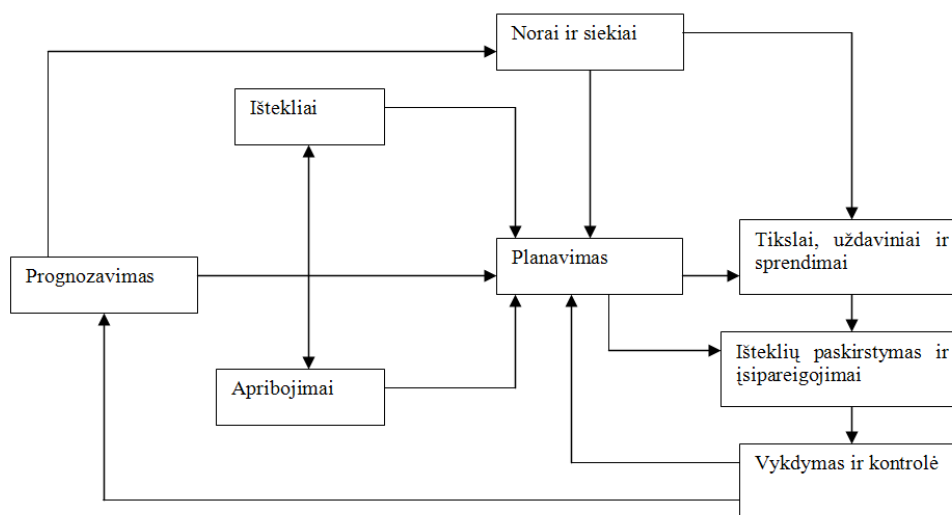 Norai ir siekiai
Ištekliai
Tikslai, uždaviniai ir
sprendimai
Planavimas
Prognozavimas
Išteklių paskirstymas ir
įsipareigojimai
Apribojimai
Vykdymas ir kontrolė